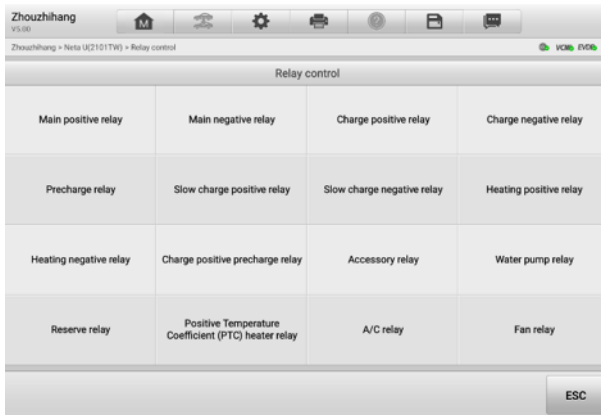 Zhouzhihang
V3.00
Zhouzhihang > Neta U(2101TW) > Relay control
VCMI EVDB
Relay control
Main positive relay
Main negative relay
Charge positive relay
Charge negative relay
Precharge relay
Slow charge positive relay
Slow charge negative relay
Heating positive relay
Heating negative relay
Charge positive precharge relay
Accessory relay
Water pump relay
Reserve relay
Positive Temperature
Coefficient (PTC) heater relay
A/C relay
Fan relay
ESC